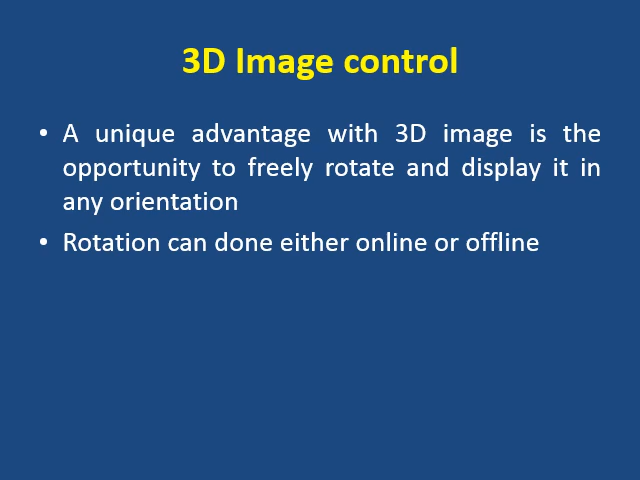 3D Image control
• A unique advantage with 3D image is the
opportunity to freely rotate and display it in
any orientation
• Rotation can done either online or offline